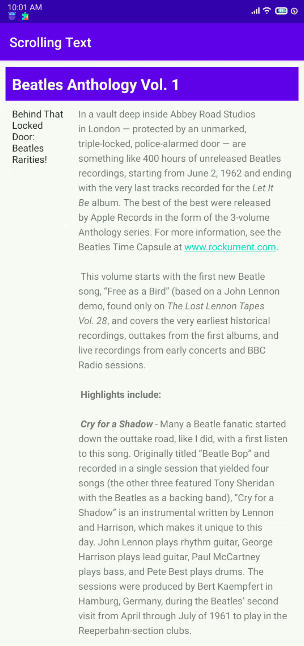 10:01 AM
Scrolling Text
Beatles Anthology Vol. 1
Behind That
Locked
Door:
Beatles
Rarities!
In a vault deep inside Abbey Road Studios
in London — protected by an unmarked,
triple-locked, police-alarmed door — are
something like 400 hours of unreleased Beatles
recordings, starting from June 2, 1962 and ending
with the very last tracks recorded for the Let It
Be album. The best of the best were released
by Apple Records in the form of the 3-volume
Anthology series. For more information, see the
Beatles Time Capsule at www.rockument.com.
This volume starts with the first new Beatle
song, “Free as a Bird” (based on a John Lennon
demo, found only on The Lost Lennon Tapes
Vol. 28, and covers the very earliest historical
recordings, outtakes from the first albums, and
live recordings from early concerts and BBC
Radio sessions.
Highlights include:
Cry for a Shadow - Many a Beatle fanatic started
down the outtake road, like I did, with a first listen
to this song. Originally titled “Beatle Bop” and
recorded in a single session that yielded four
songs (the other three featured Tony Sheridan
with the Beatles as a backing band), “Cry for a
Shadow” is an instrumental written by Lennon
and Harrison, which makes it unique to this
day. John Lennon plays rhythm guitar, George
Harrison plays lead guitar, Paul McCartney
plays bass, and Pete Best plays drums. The
sessions were produced by Bert Kaempfert in
Hamburg, Germany, during the Beatles’ second
visit from April through July of 1961 to play in the
Reeperbahn-section clubs.